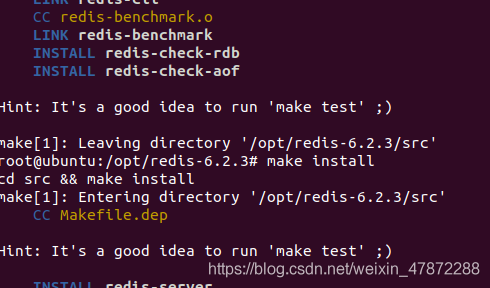 LINK redis-cli
CC redis-benchmark.o
LINK redis-benchmark
INSTALL redis-check-rdb
INSTALL redis-check-aof
Hint: It's a good idea to run 'make test' ;)
make[1]: Leaving directory '/opt/redis-6.2.3/src'
root@ubuntu:/opt/redis-6.2.3# make install
cd src && make install
make[1]: Entering directory '/opt/redis-6.2.3/src'
CC Makefile.dep
Hint: It's a good idea to run 'make test' ;)
https://blog.csdn.net/weixin_47872288
INSTALL redis-server